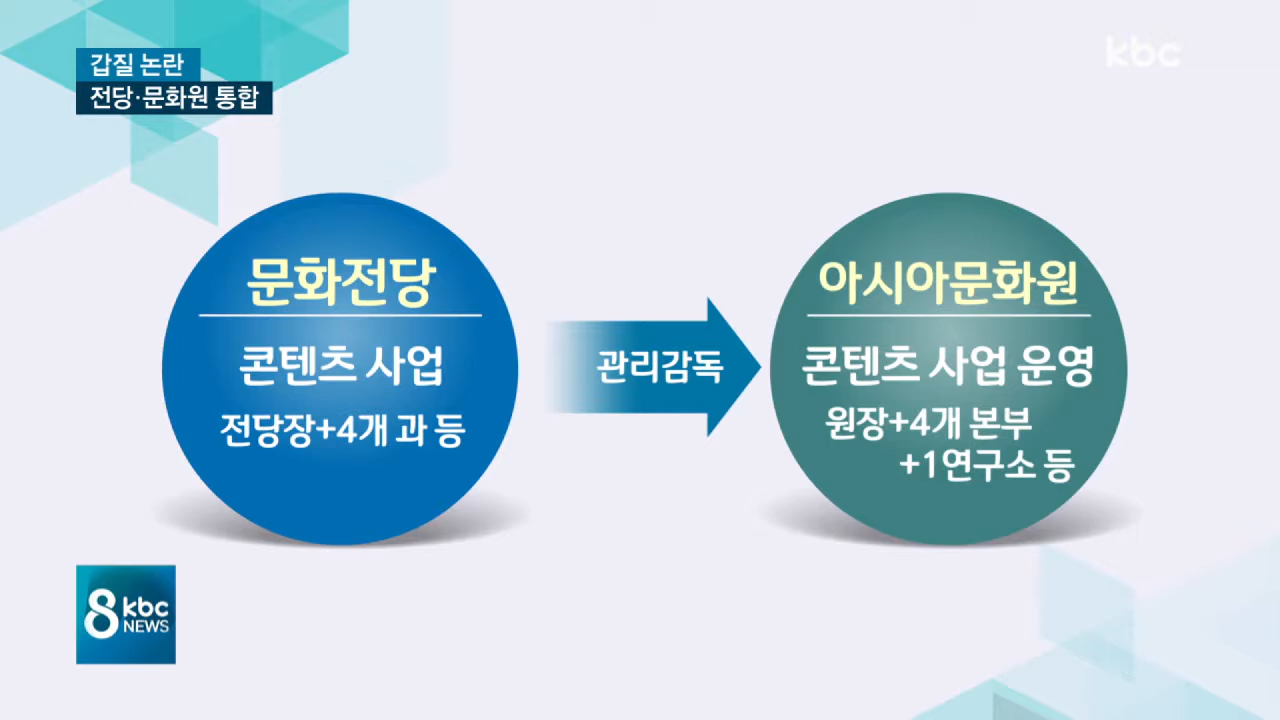 갑질 논란
전당·문화원 통합
kbc
문화전당
콘텐츠 사업
전당장+4개 과 등
관리감독
아시아문화원
콘텐츠 사업 운영
원장+4개 본부
+1연구소 등
8 kbc
NEWS